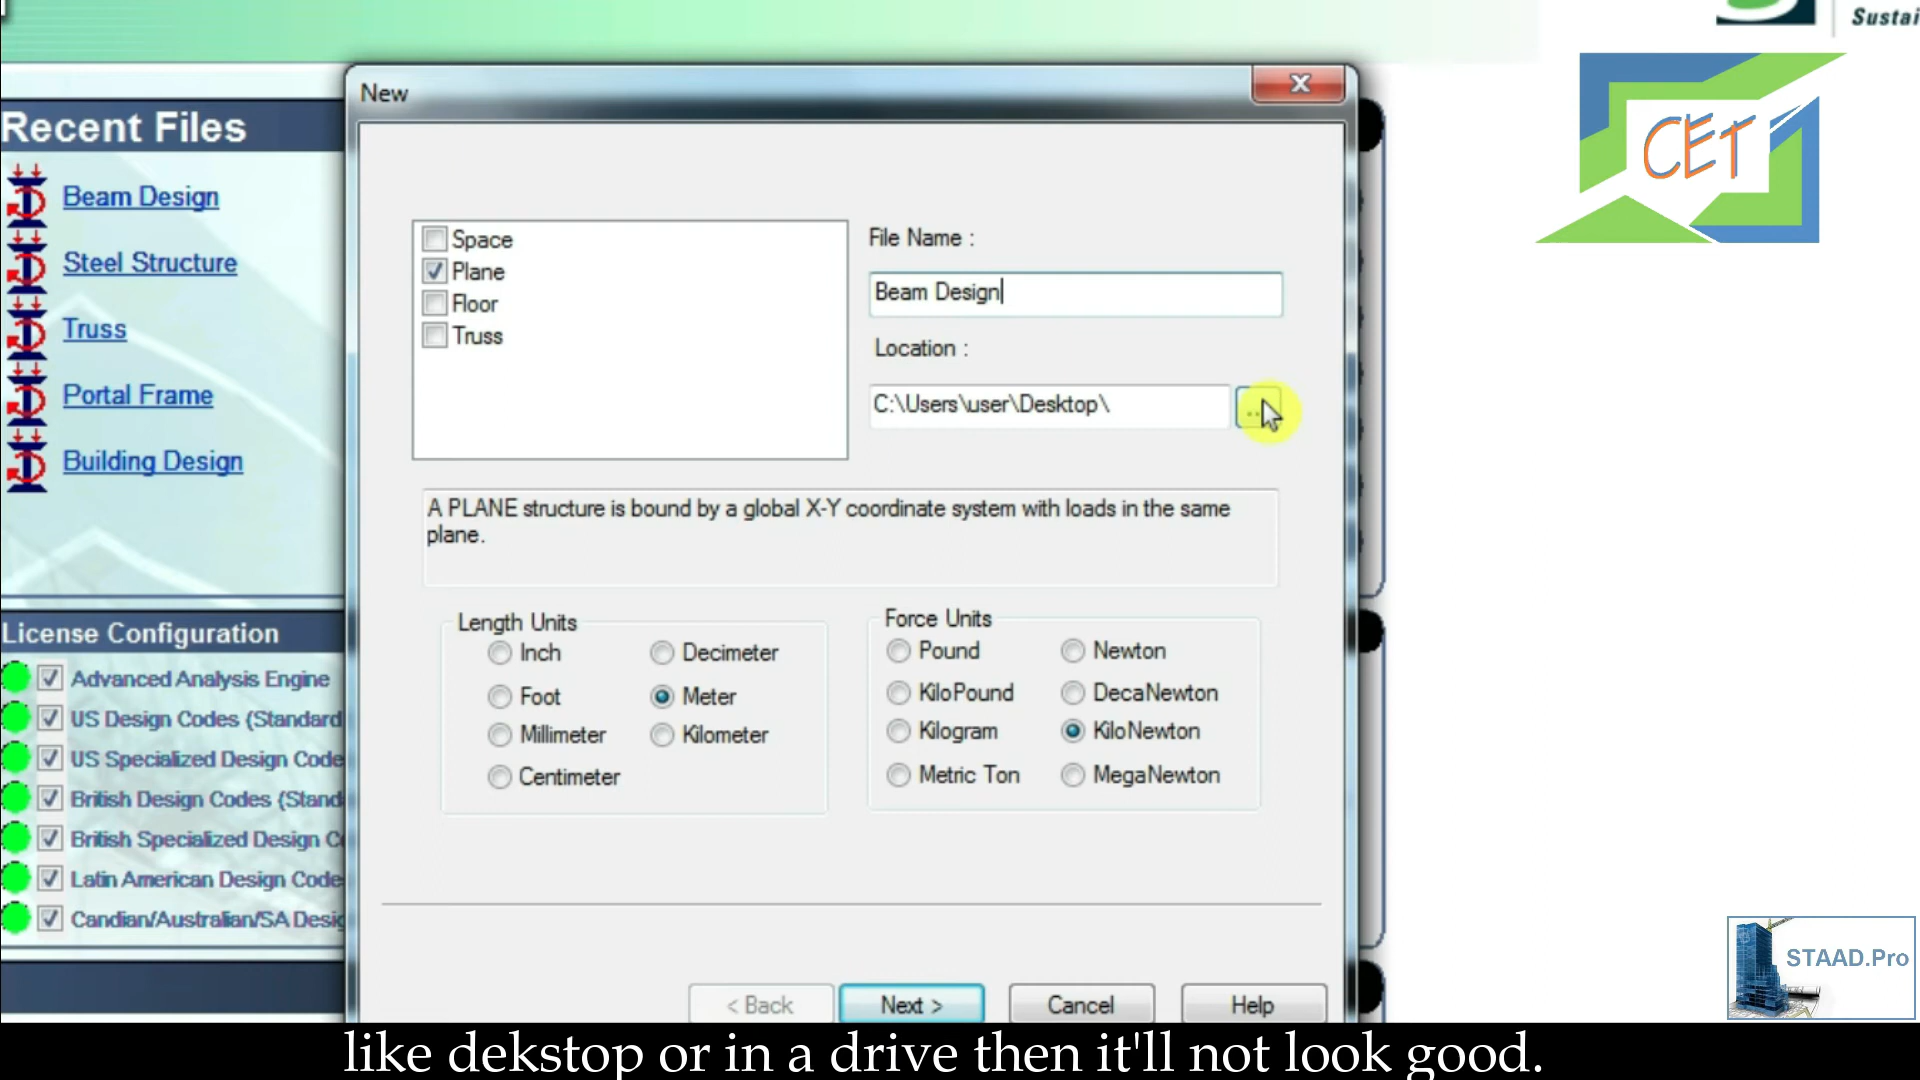 Sustai
New
CET
Recent Files
Beam Design
Steel Structure
Truss
Portal Frame
Building Design
Space
Plane
Floor
Truss
File Name :
Beam Design
Location :
C:\Users\user\Desktop\
...
A PLANE structure is bound by a global X-Y coordinate system with loads in the same
plane.
Length Units
Inch
Decimeter
Foot
Meter
Millimeter
Kilometer
Centimeter
Force Units
Pound
Newton
KiloPound
DecaNewton
Kilogram
KiloNewton
Metric Ton
MegaNewton
License Configuration
Advanced Analysis Engine
US Design Codes (Standard
US Specialized Design Code
British Design Codes (Stand
British Specialized Design C
Latin American Design Code
Candian/Australian/SA Desig
< Back
Next >
Cancel
Help
STAAD.Pro
like dekstop or in a drive then it'll not look good.